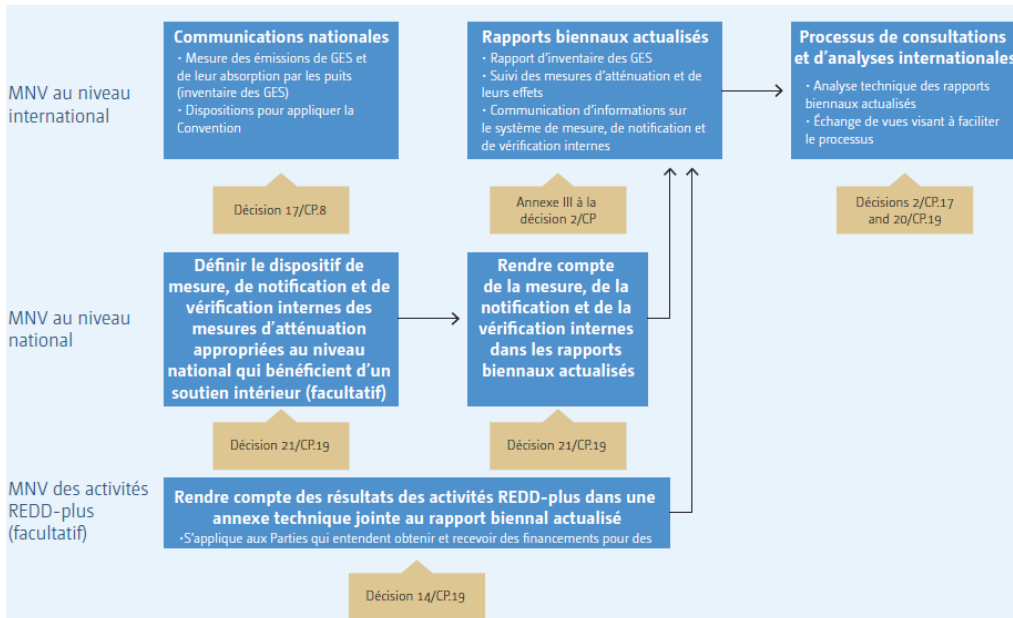 MNV au niveau
international
Communications nationales
· Mesure des émissions de GES et
de leur absorption par les puits
(inventaire des GES)
· Dispositions pour appliquer la
Convention
Rapports biennaux actualisés
· Rapport d'inventaire des GES
· Suivi des mesures d'atténuation et de
leurs effets
· Communication d'informations sur
le système de mesure, de notification et
de vérification internes
Processus de consultations
et d'analyses internationales
· Analyse technique des rapports
biennaux actualisés
· Échange de vues visant à faciliter
le processus
Décision 17/CP.8
Annexe III à la
décision 2/CP
Décisions 2/CP.17
and 20/CP.19
MNV au niveau
national
Définir le dispositif de
mesure, de notification et de
vérification internes des
mesures d'atténuation
appropriées au niveau
national qui bénéficient d'un
soutien intérieur (facultatif)
Rendre compte
de la mesure, de la
notification et de la
vérification internes
dans les rapports
biennaux actualisés
Décision 21/CP.19
Décision 21/CP.19
MNV des activités
REDD-plus
(facultatif)
Rendre compte des résultats des activités REDD-plus dans une
annexe technique jointe au rapport biennal actualisé
·S'applique aux Parties qui entendent obtenir et recevoir des financements pour des
Décision 14/CP.19